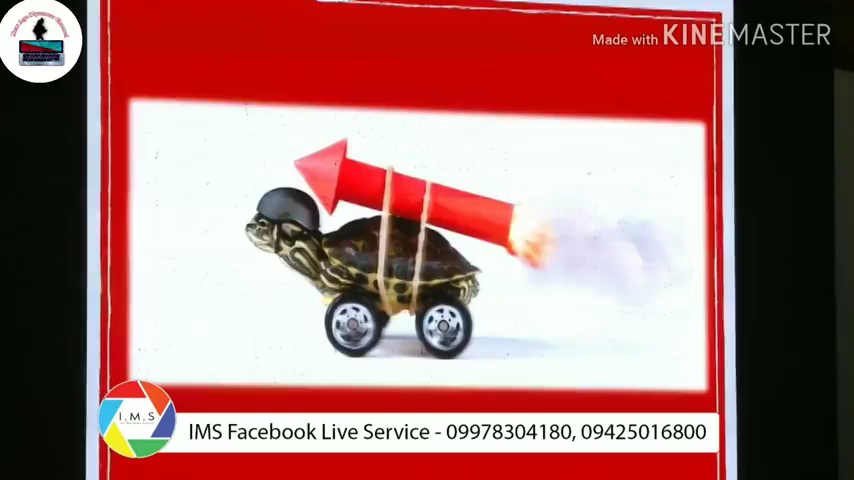 Made with KINEMASTER
I.M.S
IMS Facebook Live Service - 09978304180, 09425016800